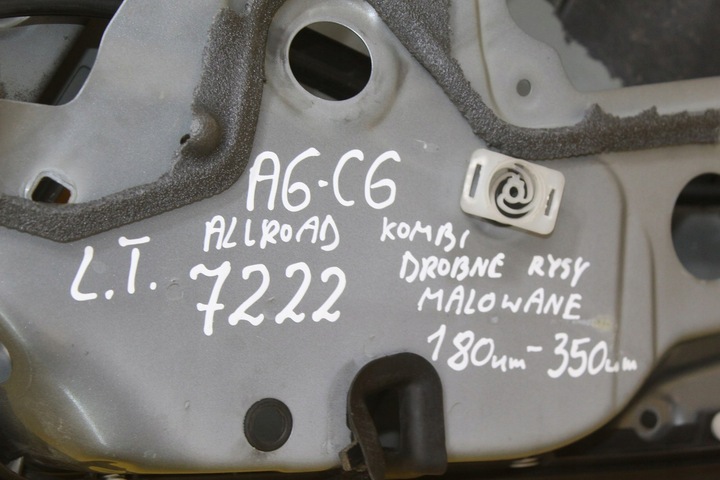 A6-C6
ALLROAD KOMBI
L.T. 7222
DROBNE RYSY
MALOWANE
180um-350um